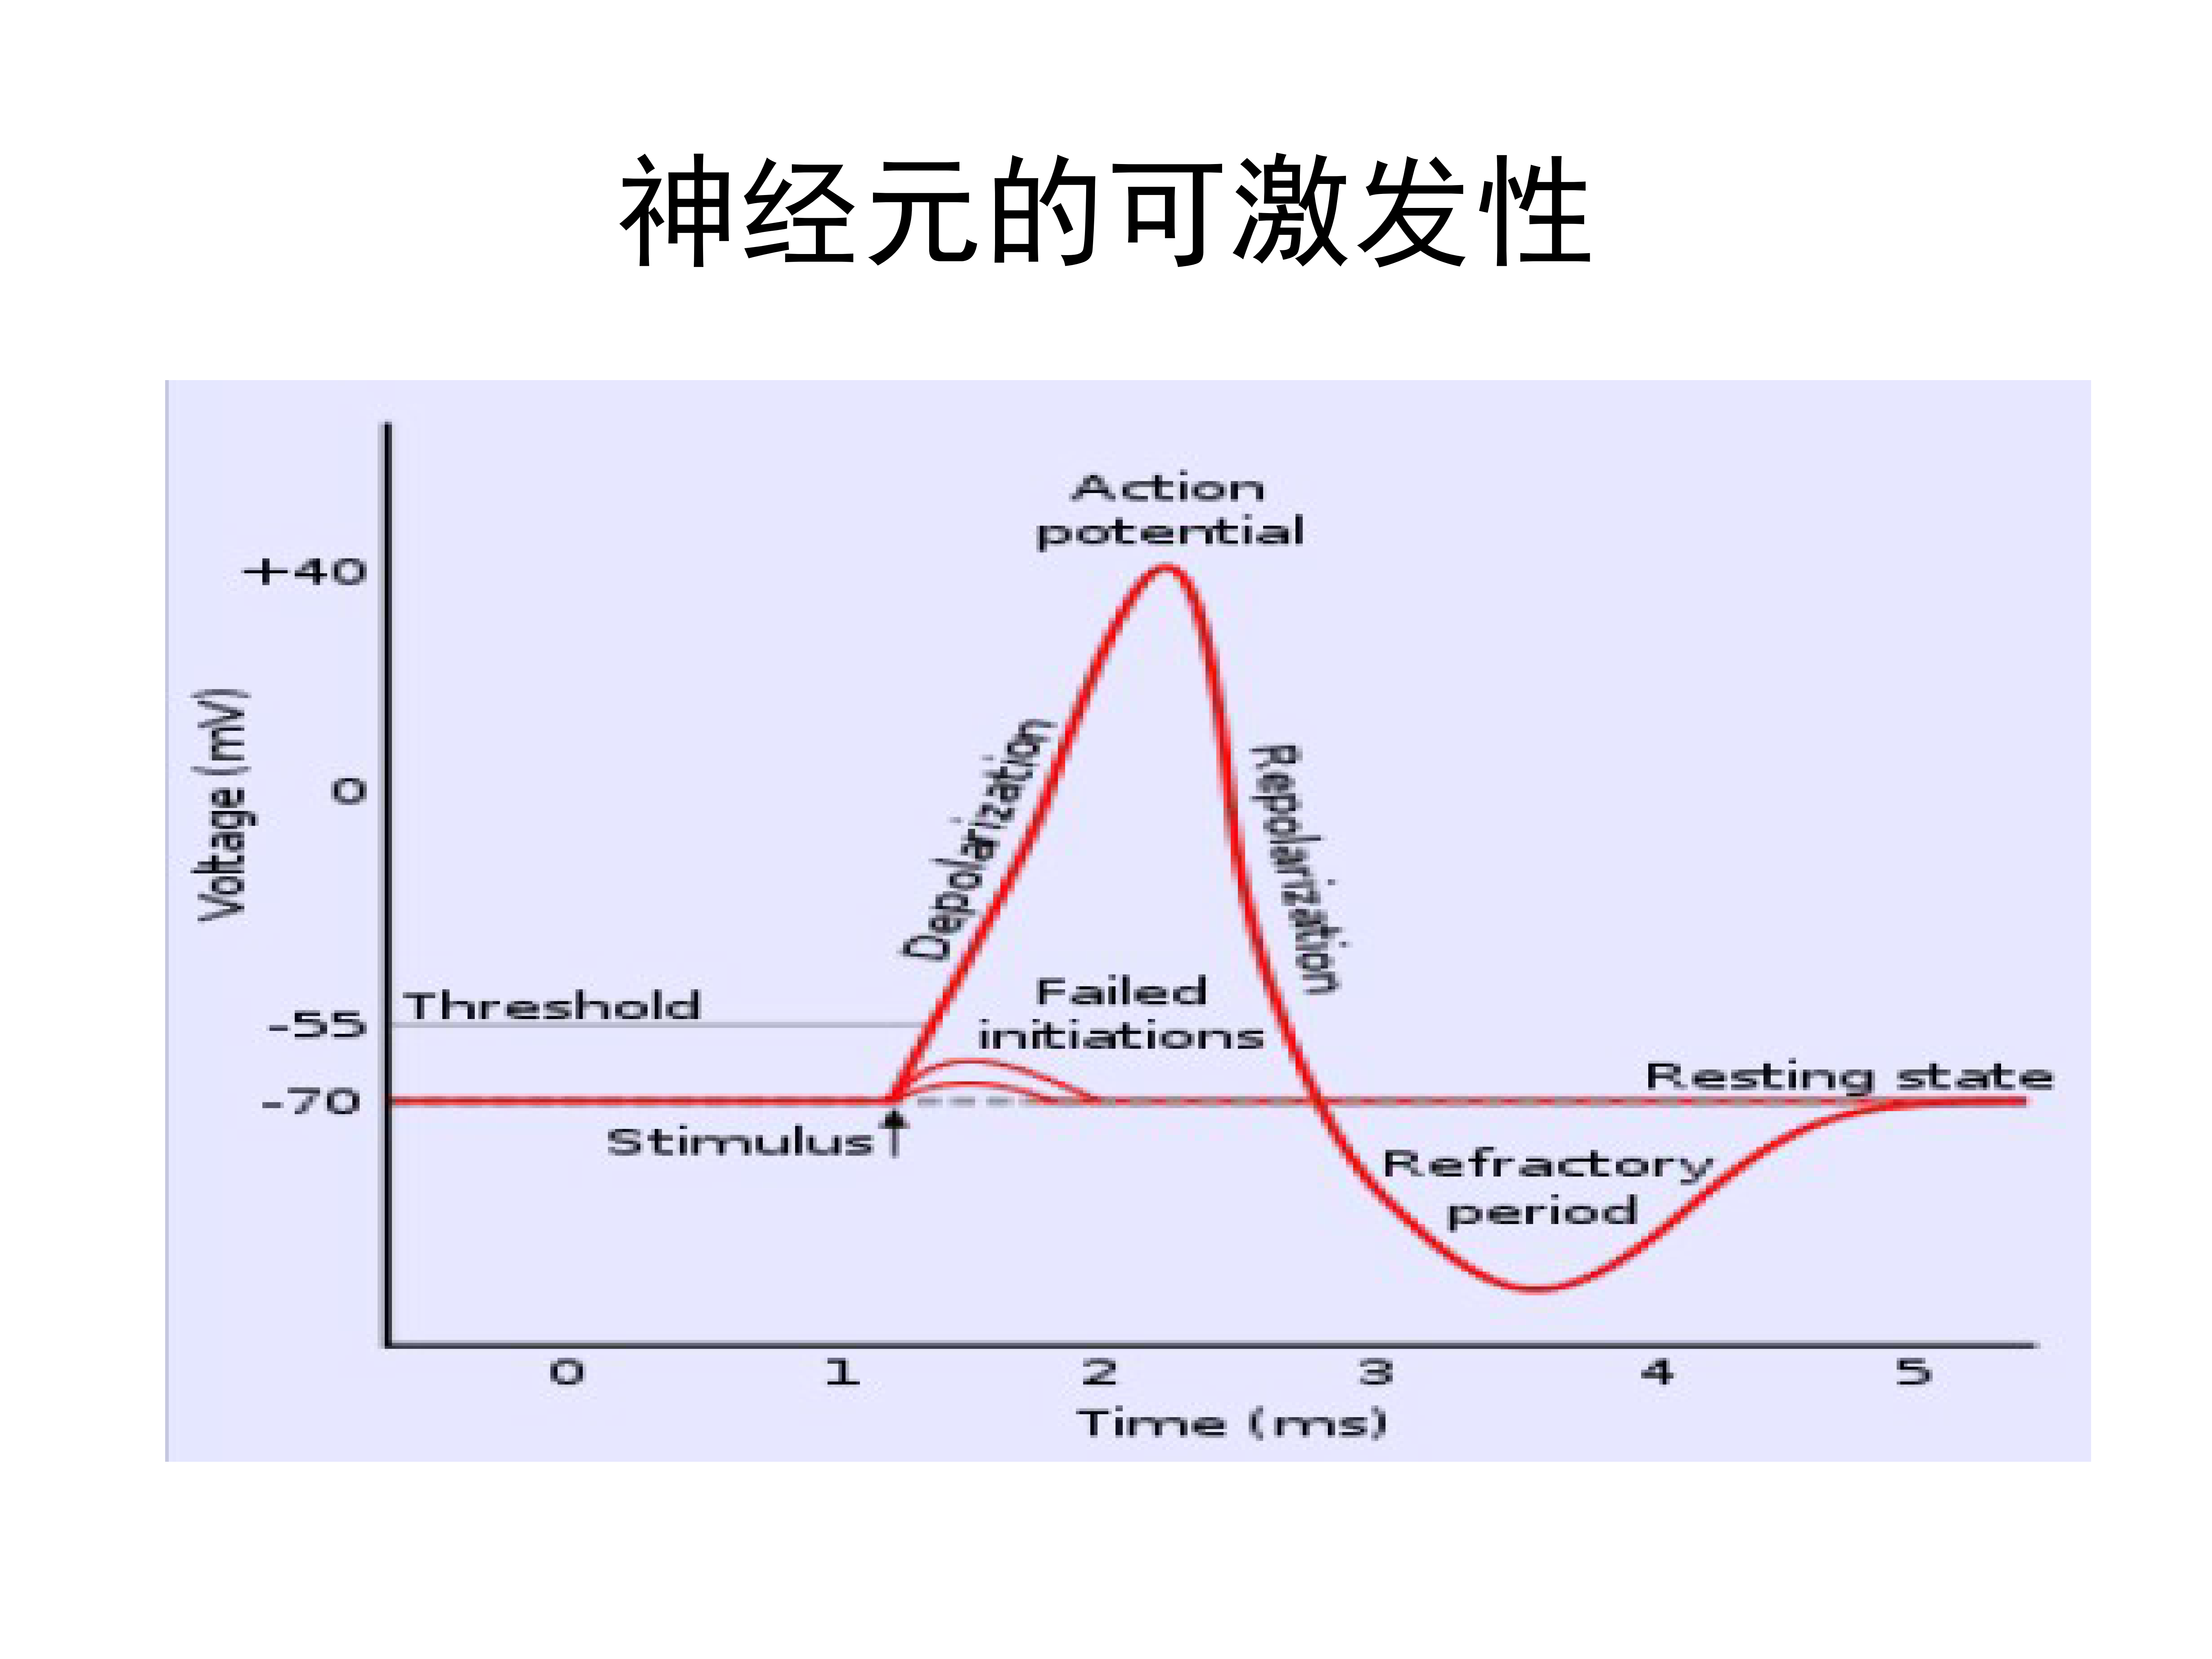 神经元的可激发性
Action
potential
+40
Voltage (mV)
0
Depolarization
Repolarization
Threshold
Failed
initiations
-55
Resting state
-70
Stimulus
Refractory
period
0 1 2 3 4 5
Time (ms)